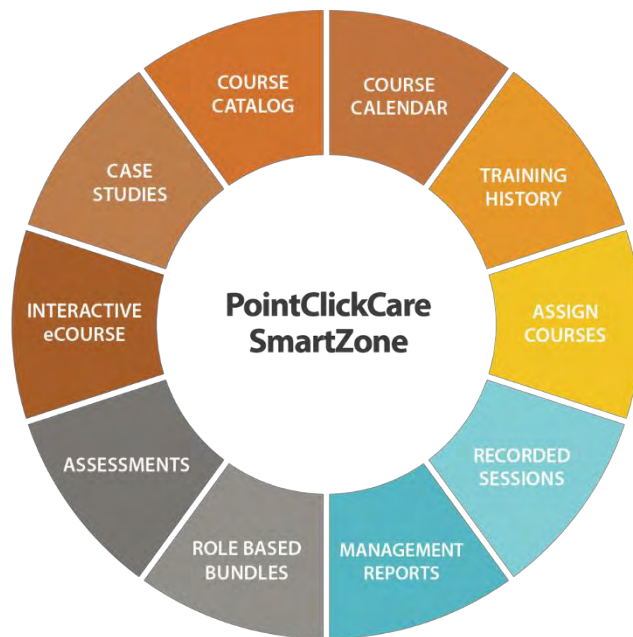 COURSE
CATALOG
COURSE
CALENDAR
TRAINING
HISTORY
ASSIGN
COURSES
RECORDED
SESSIONS
MANAGEMENT
REPORTS
ROLE BASED
BUNDLES
ASSESSMENTS
INTERACTIVE
eCOURSE
CASE
STUDIES
PointClickCare
SmartZone